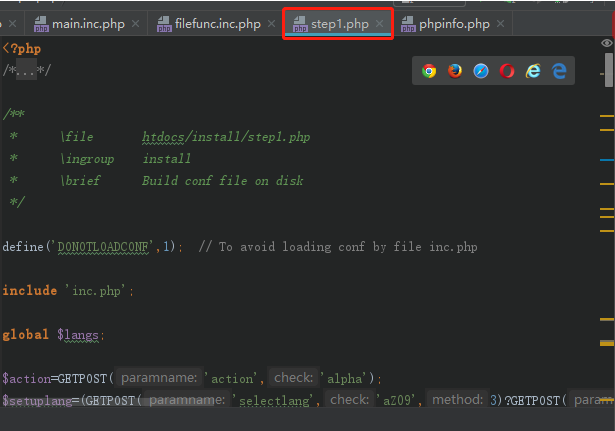 main.inc.php filefunc.inc.php step1.php phpinfo.php
<?php
/*...*/
/**
* \file htdocs/install/step1.php
* \ingroup install
* \brief Build conf file on disk
*/
define('DONOTLOADCONF',1); // To avoid loading conf by file inc.php
include 'inc.php';
global $langs;
$action=GETPOST( paramname: 'action', check: 'alpha');
$setuplang=(GETPOST( paramname: 'selectlang', check: 'aZ09', method: 3)?GETPOST(